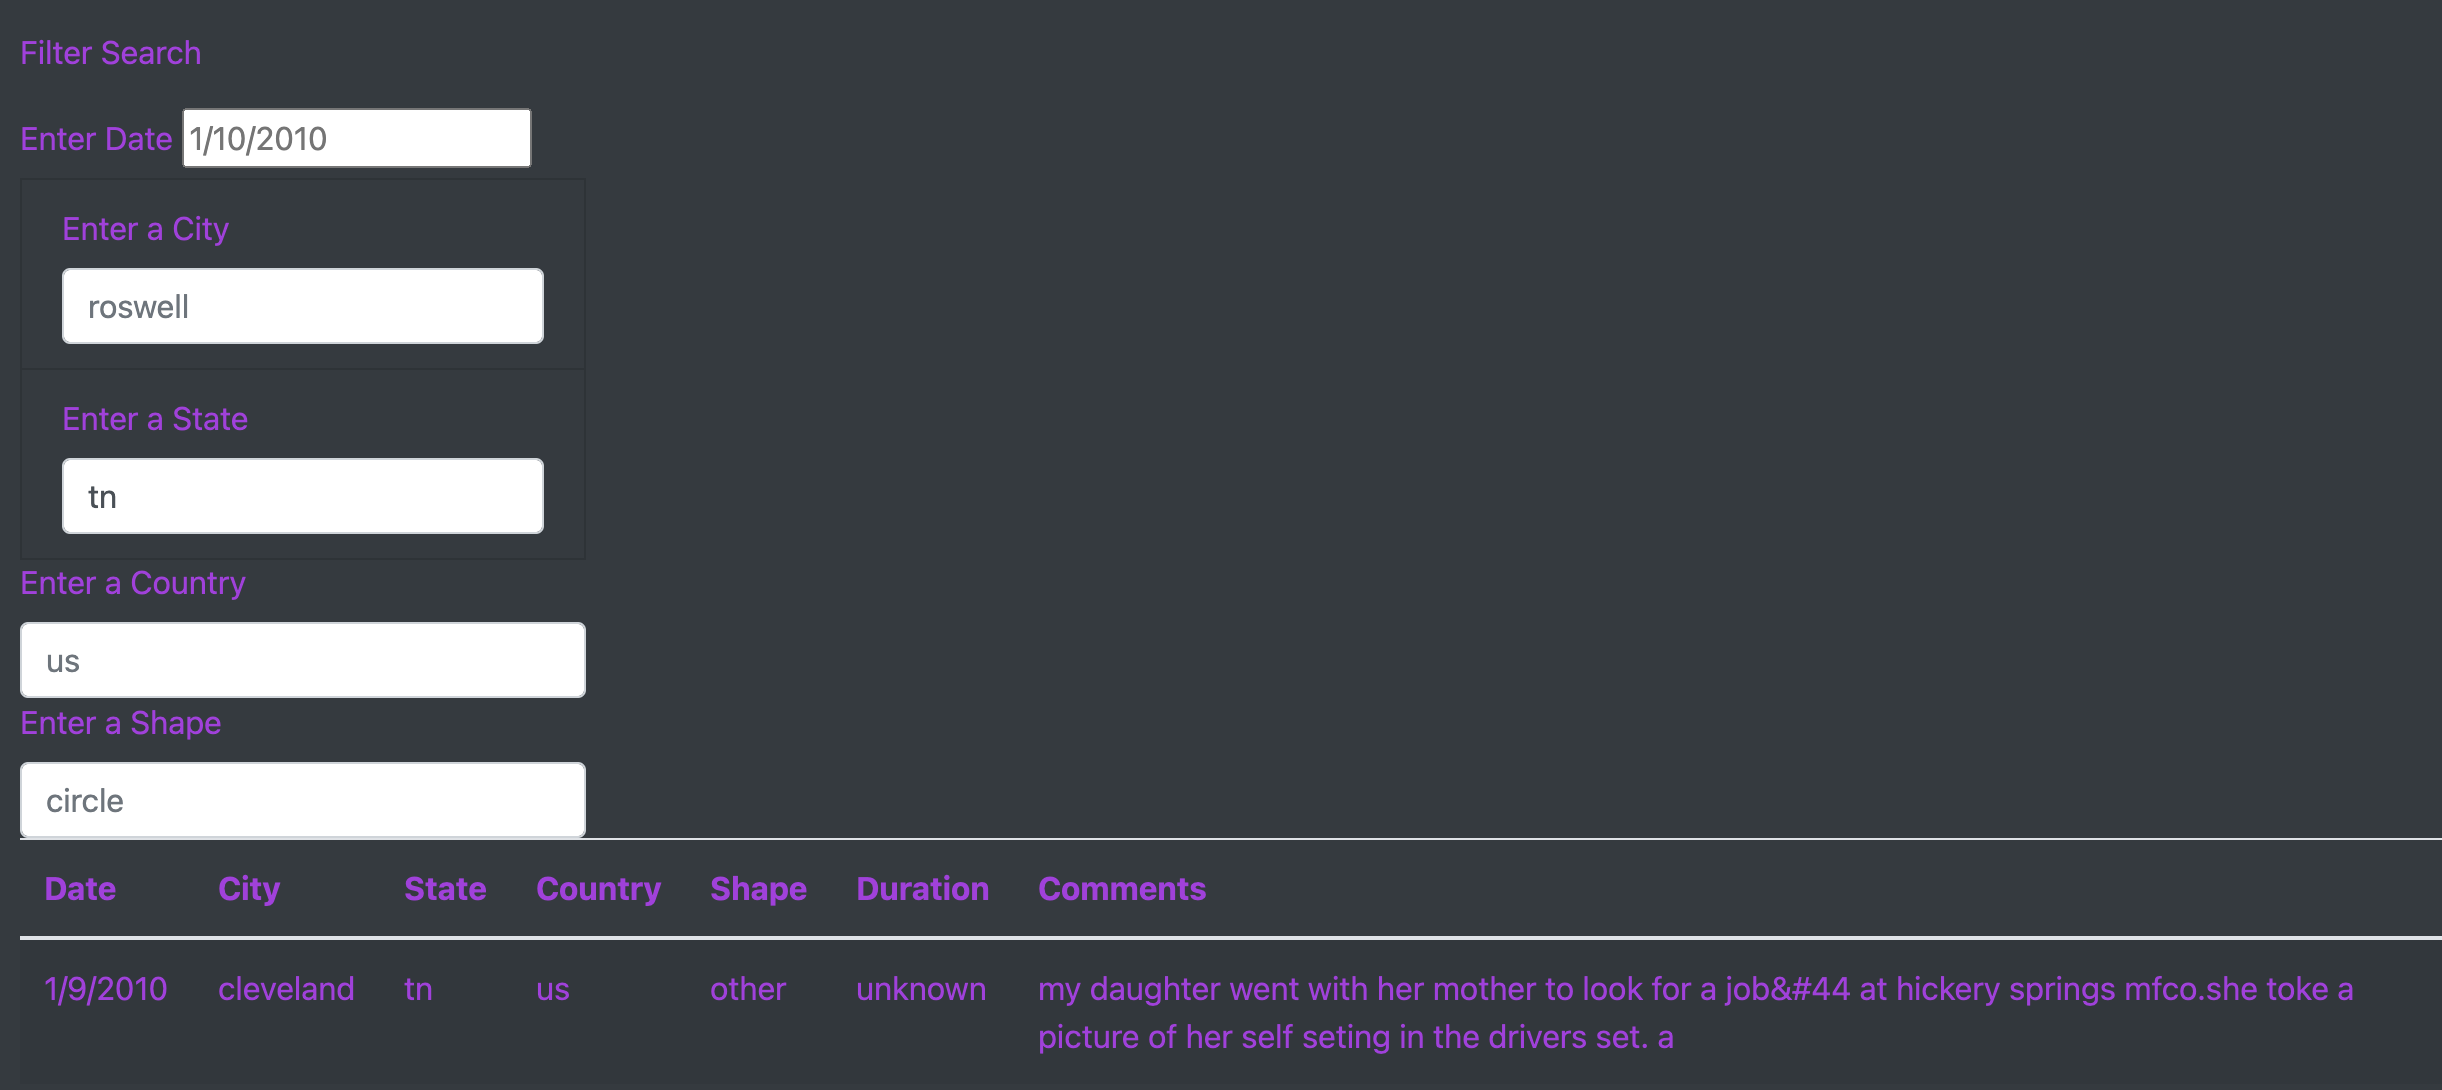 Filter Search
Enter Date 1/10/2010
Enter a City
roswell
Enter a State
tn
Enter a Country
us
Enter a Shape
circle
Date City State Country Shape Duration Comments
1/9/2010 cleveland tn us other unknown my daughter went with her mother to look for a job&#44 at hickery springs mfco.she toke a
picture of her self seting in the drivers set. a